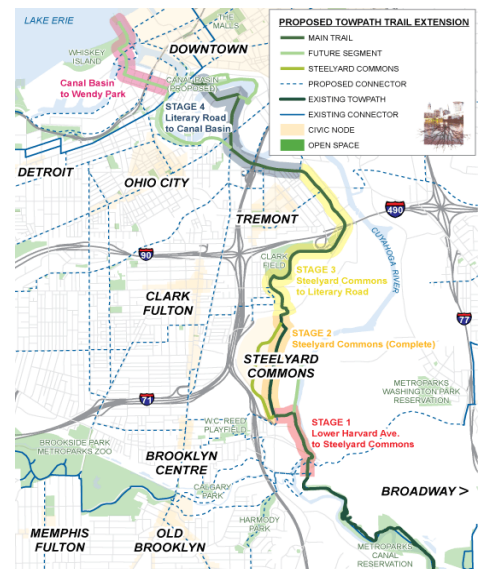 LAKE ERIE
THE
MALLS
DOWNTOWN
WHISKEY
ISLAND
Canal Basin
to Wendy Park
CANAL BASIN
(PROPOSED)
STAGE 4
Literary Road
to Canal Basin
PROPOSED TOWPATH TRAIL EXTENSION
MAIN TRAIL
FUTURE SEGMENT
STEELYARD COMMONS
PROPOSED CONNECTOR
EXISTING TOWPATH
EXISTING CONNECTOR
CIVIC NODE
OPEN SPACE
DETROIT
OHIO CITY
TREMONT
490
90
CUYAHOGA RIVER
CLARK
FIELD
STAGE 3
Steelyard Commons
to Literary Road
CLARK
FULTON
77
STAGE 2
Steelyard Commons (Complete)
STEELYARD
COMMONS
71
METROPARKS
WASHINGTON PARK
RESERVATION
W.C. REED
PLAYFIELD
STAGE 1
Lower Harvard Ave.
to Steelyard Commons
BROOKSIDE PARK
METROPARKS ZOO
BROOKLYN
CENTRE
CALGARY
PARK
BROADWAY >
HARMODY
PARK
MEMPHIS
FULTON
OLD
BROOKLYN
METROPARKS
CANAL
RESERVATION